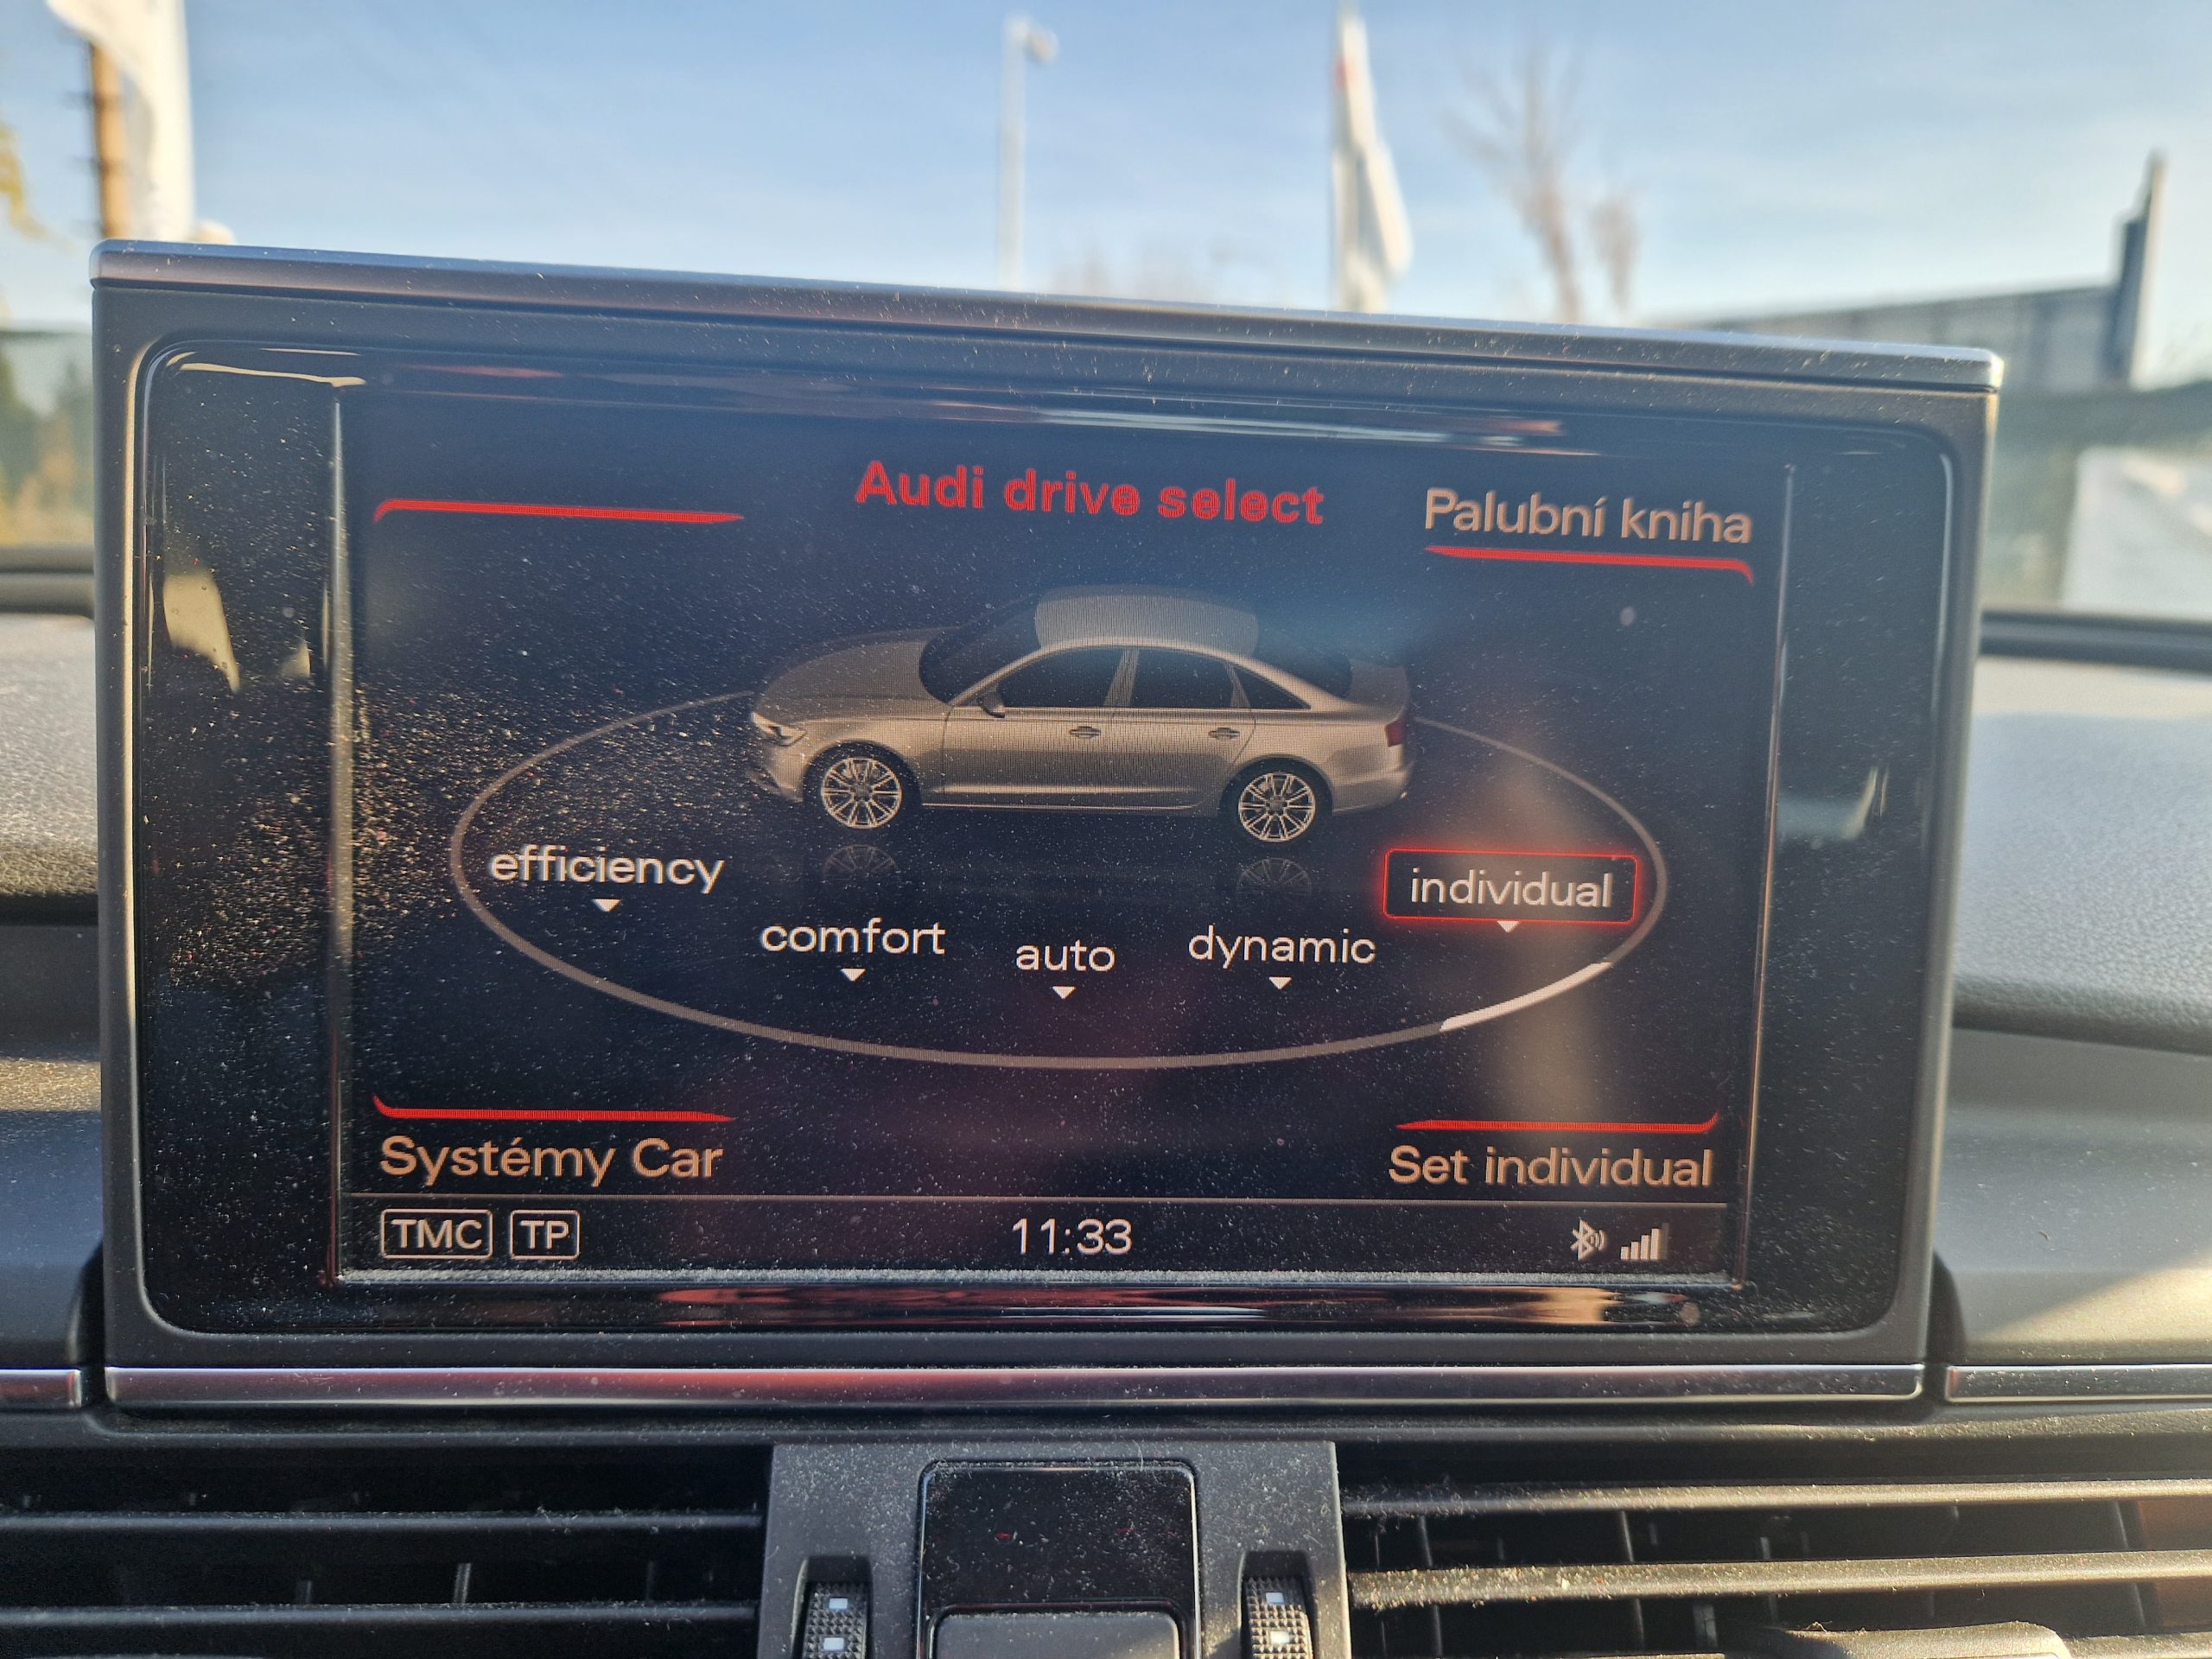 Audi drive select
Palubní kniha
efficiency
comfort
auto
dynamic
individual
Systémy Car
Set individual
TMC TP
11:33